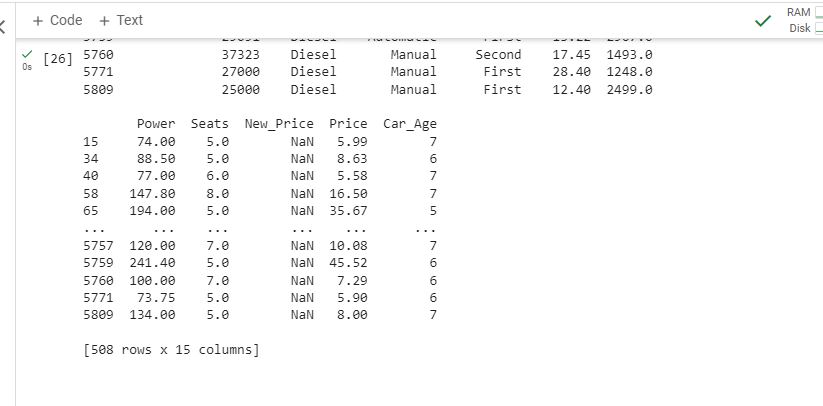 + Code + Text
RAM
Disk
[26] 5760 37323 Diesel Manual Second 17.45 1493.0
0s
5771 27000 Diesel Manual First 28.40 1248.0
5809 25000 Diesel Manual First 12.40 2499.0
Power Seats New_Price Price Car_Age
15 74.00 5.0 NaN 5.99 7
34 88.50 5.0 NaN 8.63 6
40 77.00 6.0 NaN 5.58 7
58 147.80 8.0 NaN 16.50 7
65 194.00 5.0 NaN 35.67 5
... ... ... ... ... ...
5757 120.00 7.0 NaN 10.08 7
5759 241.40 5.0 NaN 45.52 6
5760 100.00 7.0 NaN 7.29 6
5771 73.75 5.0 NaN 5.90 6
5809 134.00 5.0 NaN 8.00 7
[508 rows x 15 columns]